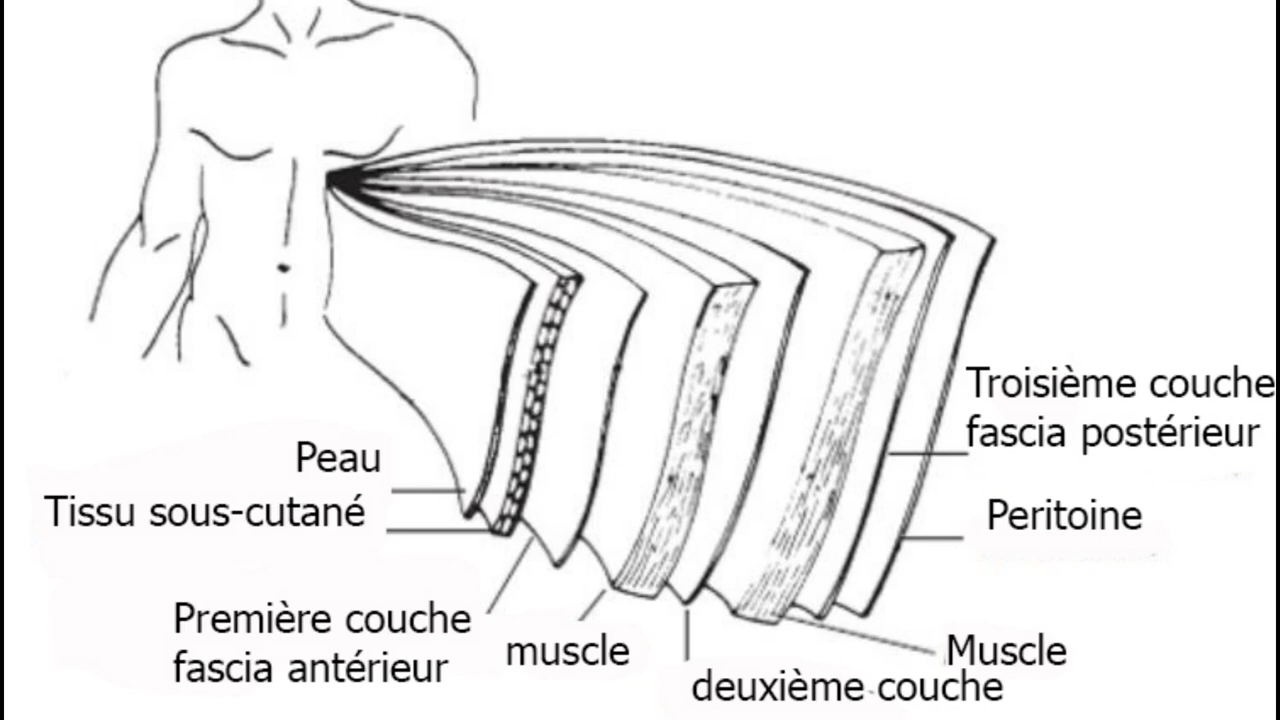 Troisième couche
fascia postérieur
Peau
Tissu sous-cutané
Peritoine
Première couche
fascia antérieur
muscle
Muscle
deuxième couche